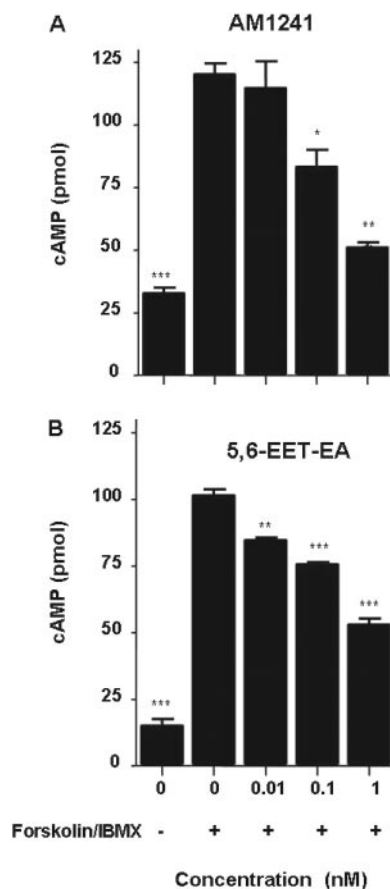 A
AM1241
125
100
75
50
25
0
cAMP (pmol)
***
*
**
B
5,6-EET-EA
125
100
75
50
25
0
cAMP (pmol)
***
**
***
***
0 0 0.01 0.1 1
Forskolin/IBMX - + + + +
Concentration (nM)